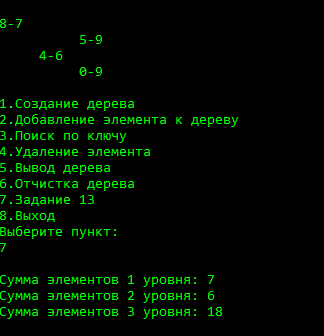 8-7
5-9
4-6
0-9
1.Создание дерева
2.Добавление элемента к дереву
3.Поиск по ключу
4.Удаление элемента
5.Вывод дерева
6.Отчистка дерева
7.Задание 13
8.Выход
Выберите пункт:
7
Сумма элементов 1 уровня: 7
Сумма элементов 2 уровня: 6
Сумма элементов 3 уровня: 18